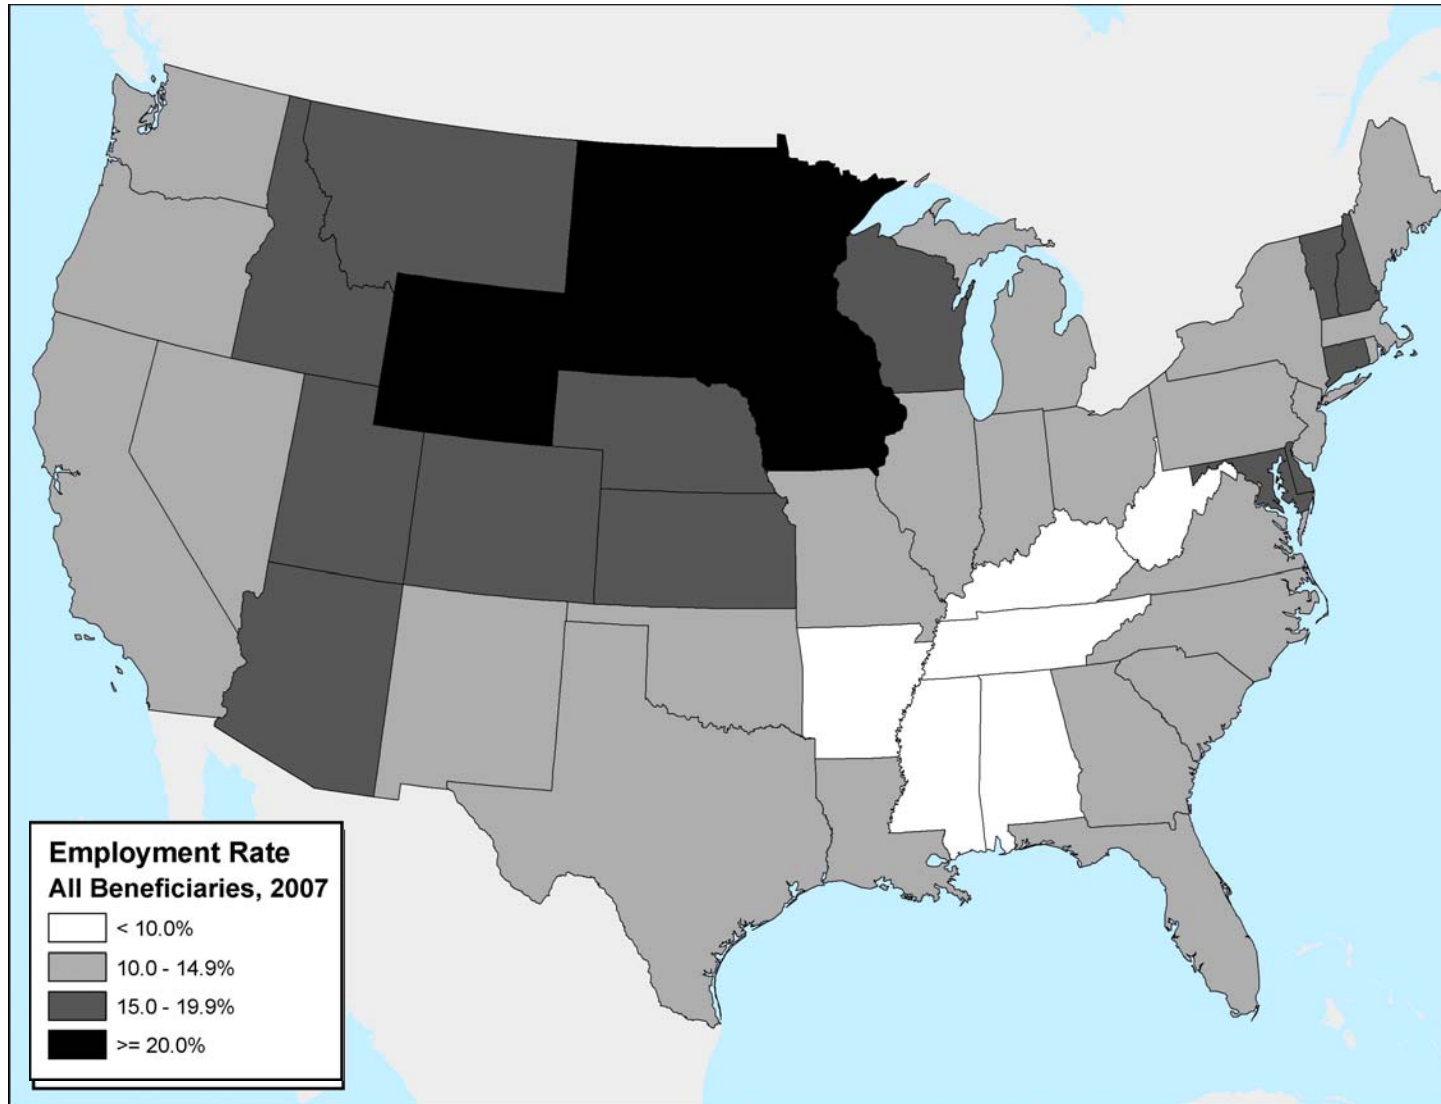 Employment Rate
All Beneficiaries, 2007
< 10.0%
10.0 - 14.9%
15.0 - 19.9%
>= 20.0%